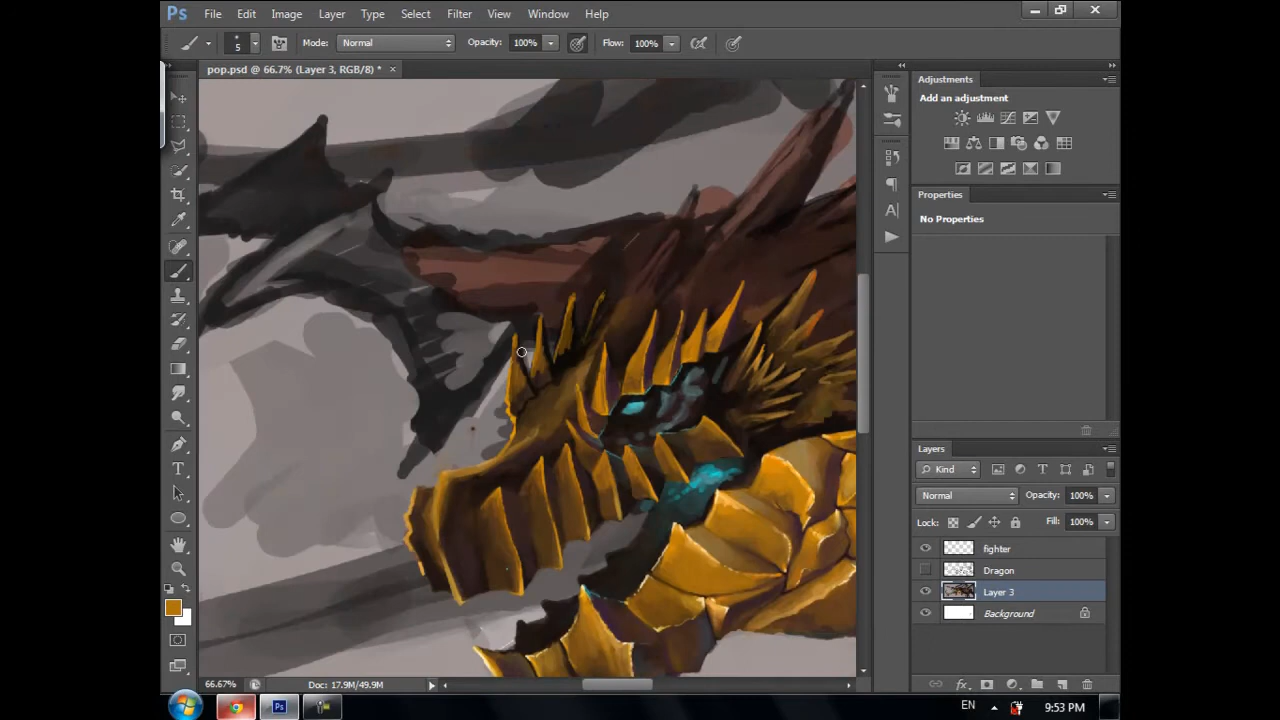 Ps File Edit Image Layer Type Select Filter View Window Help
5 Mode: Normal Opacity: 100% Flow: 100%
pop.psd @ 66.7% (Layer 3, RGB/8) *
Adjustments
Add an adjustment
Properties
No Properties
Layers
Kind
Normal Opacity: 100%
Lock: Fill: 100%
fighter
Dragon
Layer 3
Background
66.67% Doc: 17.9M/49.9M
Ps EN 9:53 PM